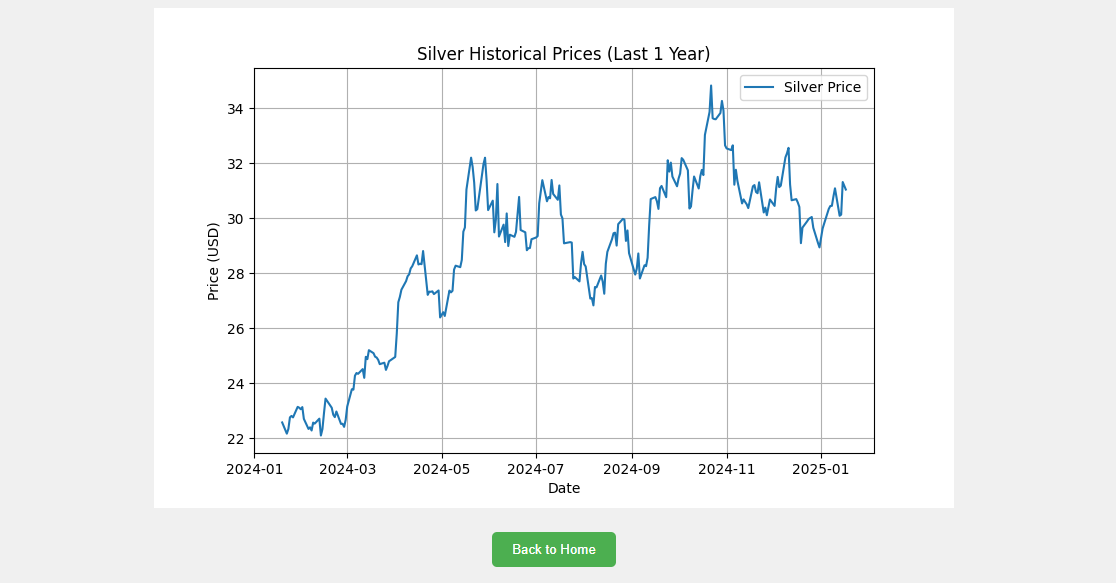 Silver Historical Prices (Last 1 Year)
Silver Price
34
32
30
28
26
24
22
Price (USD)
2024-01 2024-03 2024-05 2024-07 2024-09 2024-11 2025-01
Date
Back to Home